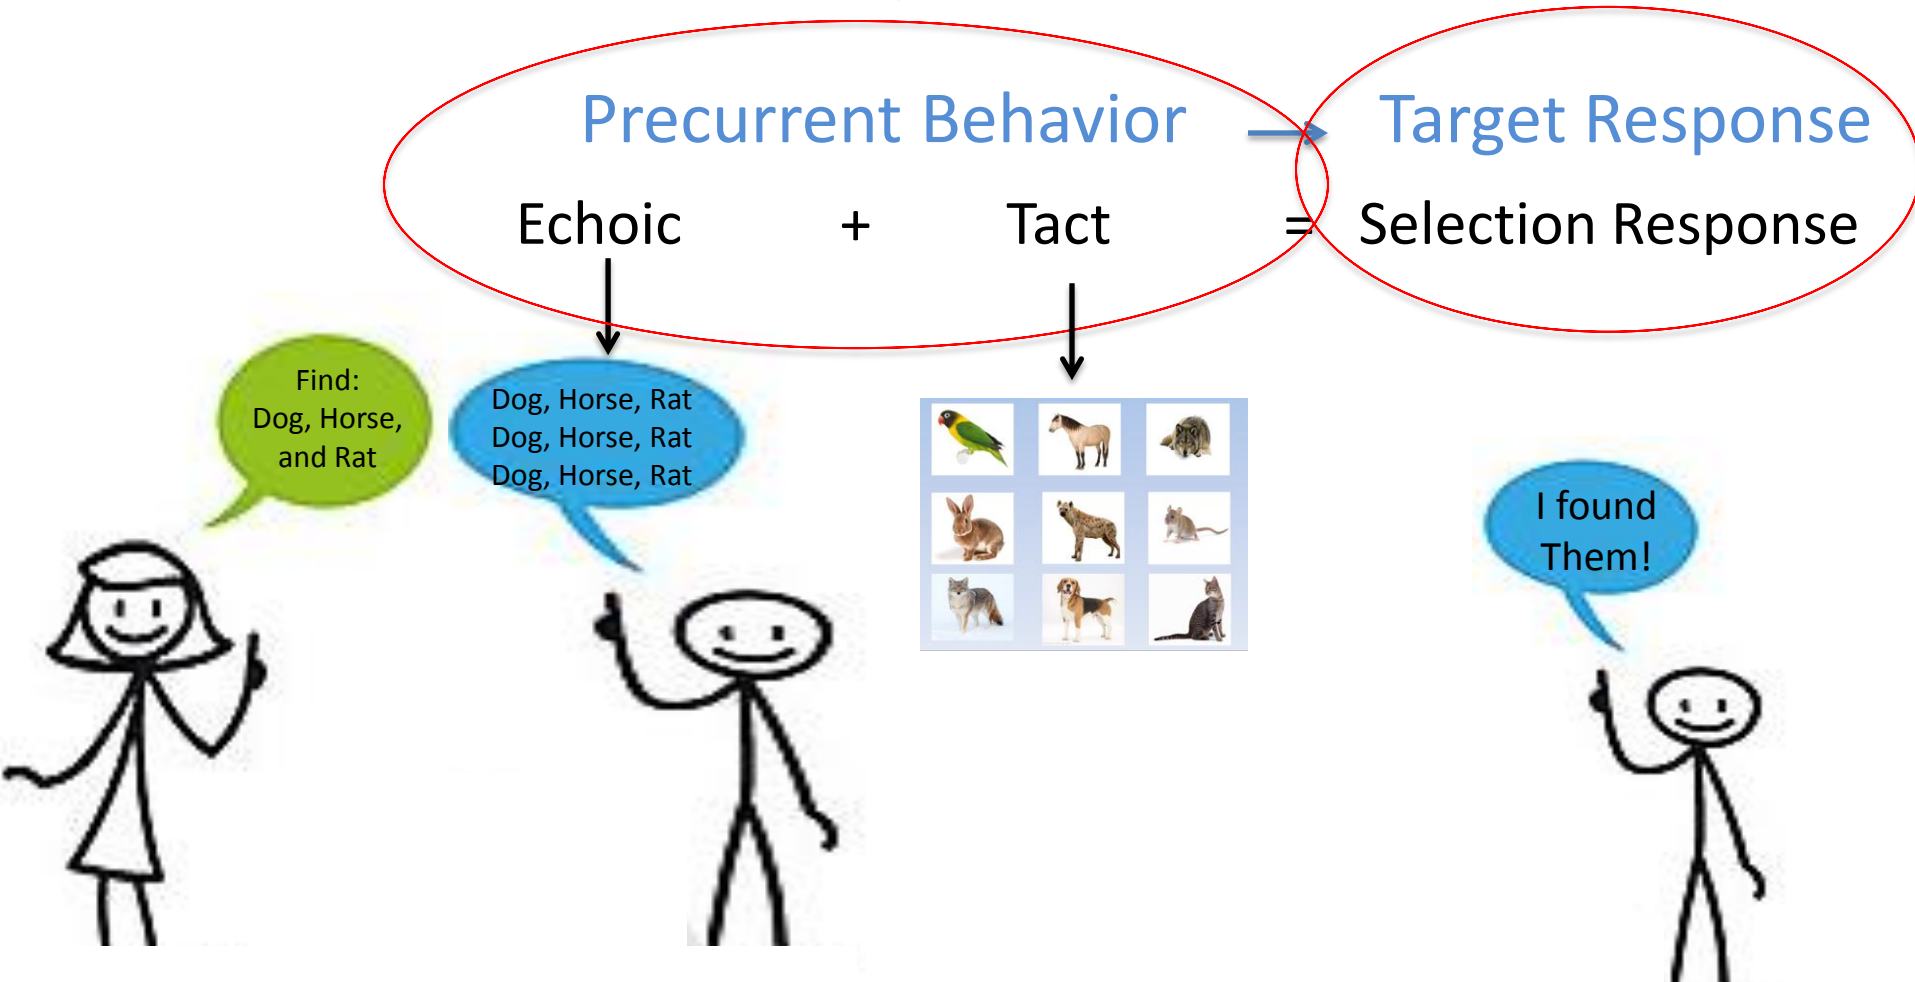 Precurrent Behavior → Target Response
Echoic + Tact = Selection Response
Find:
Dog, Horse,
and Rat
Dog, Horse, Rat
Dog, Horse, Rat
Dog, Horse, Rat
I found
Them!